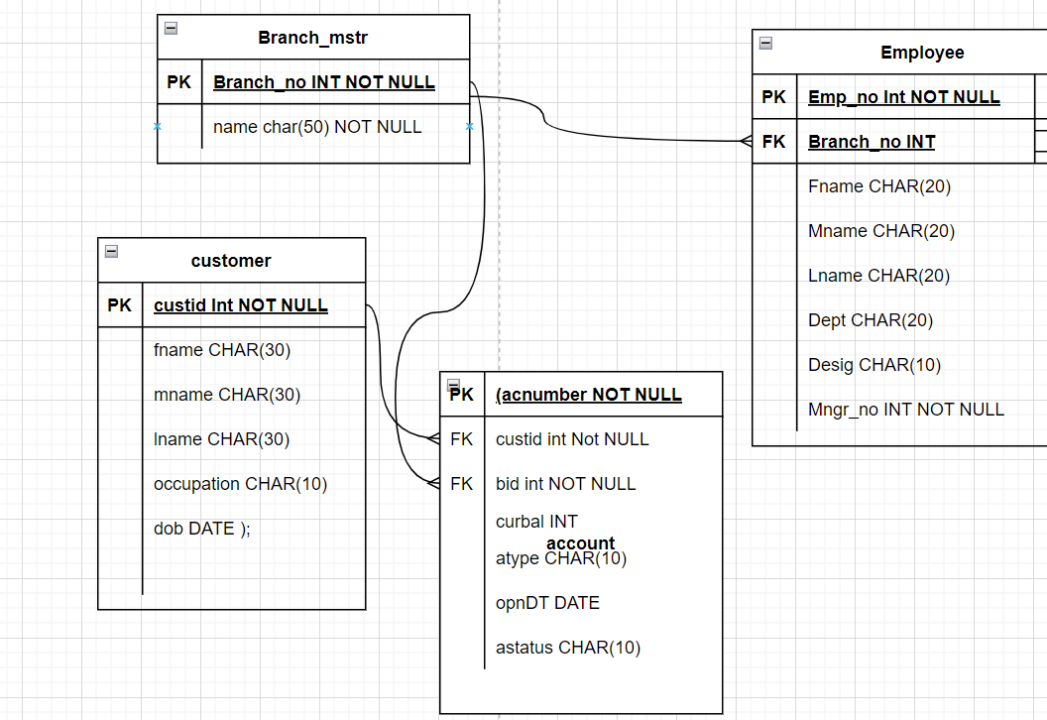 Branch_mstr
PK Branch_no INT NOT NULL
name char(50) NOT NULL
Employee
PK Emp_no Int NOT NULL
FK Branch_no INT
Fname CHAR(20)
Mname CHAR(20)
Lname CHAR(20)
Dept CHAR(20)
Desig CHAR(10)
Mngr_no INT NOT NULL
customer
PK custid Int NOT NULL
fname CHAR(30)
mname CHAR(30)
lname CHAR(30)
occupation CHAR(10)
dob DATE );
PK (acnumber NOT NULL
FK custid int Not NULL
FK bid int NOT NULL
curbal INT
account
atype CHAR(10)
opnDT DATE
astatus CHAR(10)